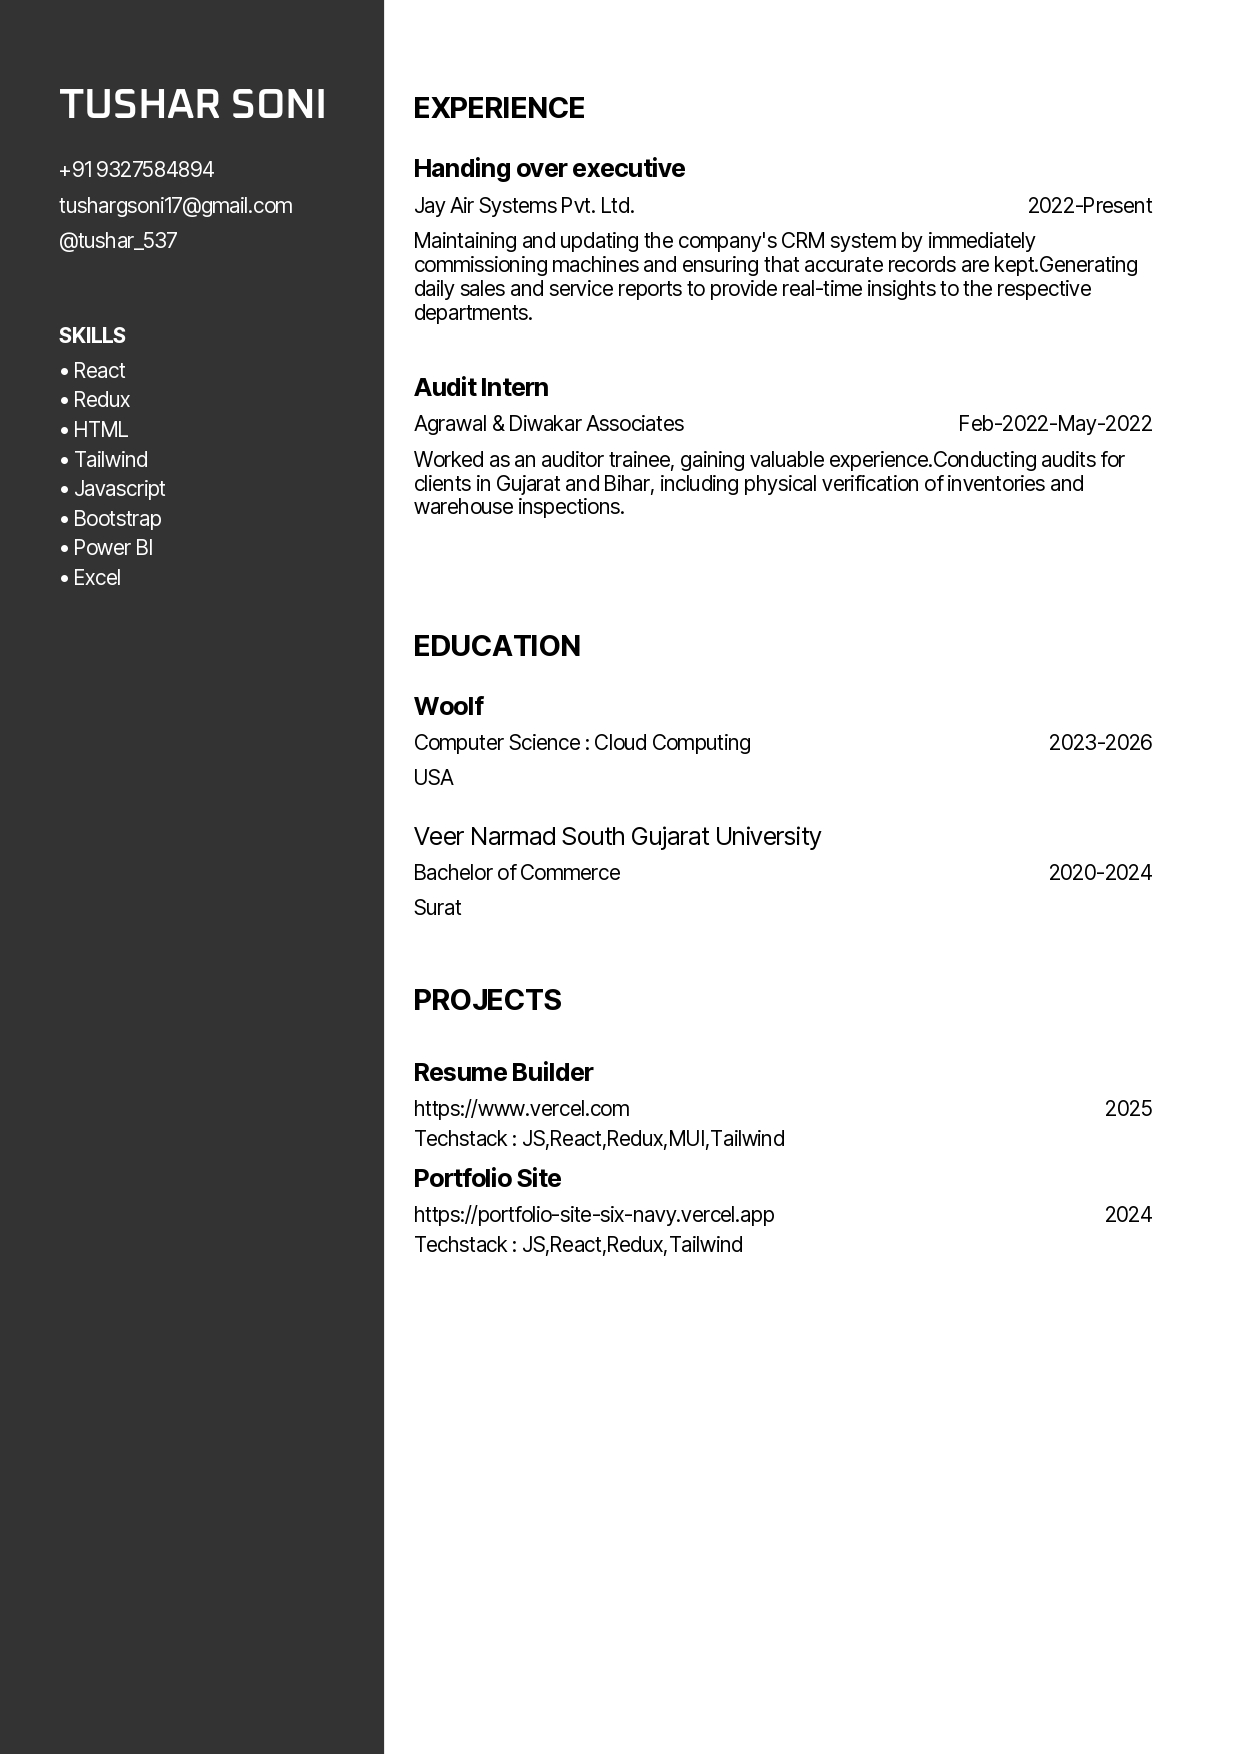 TUSHAR SONI
+91 9327584894
tushargsoni17@gmail.com
@tushar_537
SKILLS
• React
• Redux
• HTML
• Tailwind
• Javascript
• Bootstrap
• Power BI
• Excel
EXPERIENCE
Handing over executive
Jay Air Systems Pvt. Ltd. 2022-Present
Maintaining and updating the company's CRM system by immediately
commissioning machines and ensuring that accurate records are kept.Generating
daily sales and service reports to provide real-time insights to the respective
departments.
Audit Intern
Agrawal & Diwakar Associates Feb-2022-May-2022
Worked as an auditor trainee, gaining valuable experience.Conducting audits for
clients in Gujarat and Bihar, including physical verification of inventories and
warehouse inspections.
EDUCATION
Woolf
Computer Science : Cloud Computing 2023-2026
USA
Veer Narmad South Gujarat University
Bachelor of Commerce 2020-2024
Surat
PROJECTS
Resume Builder
https://www.vercel.com 2025
Techstack : JS,React,Redux,MUI,Tailwind
Portfolio Site
https://portfolio-site-six-navy.vercel.app 2024
Techstack : JS,React,Redux,Tailwind